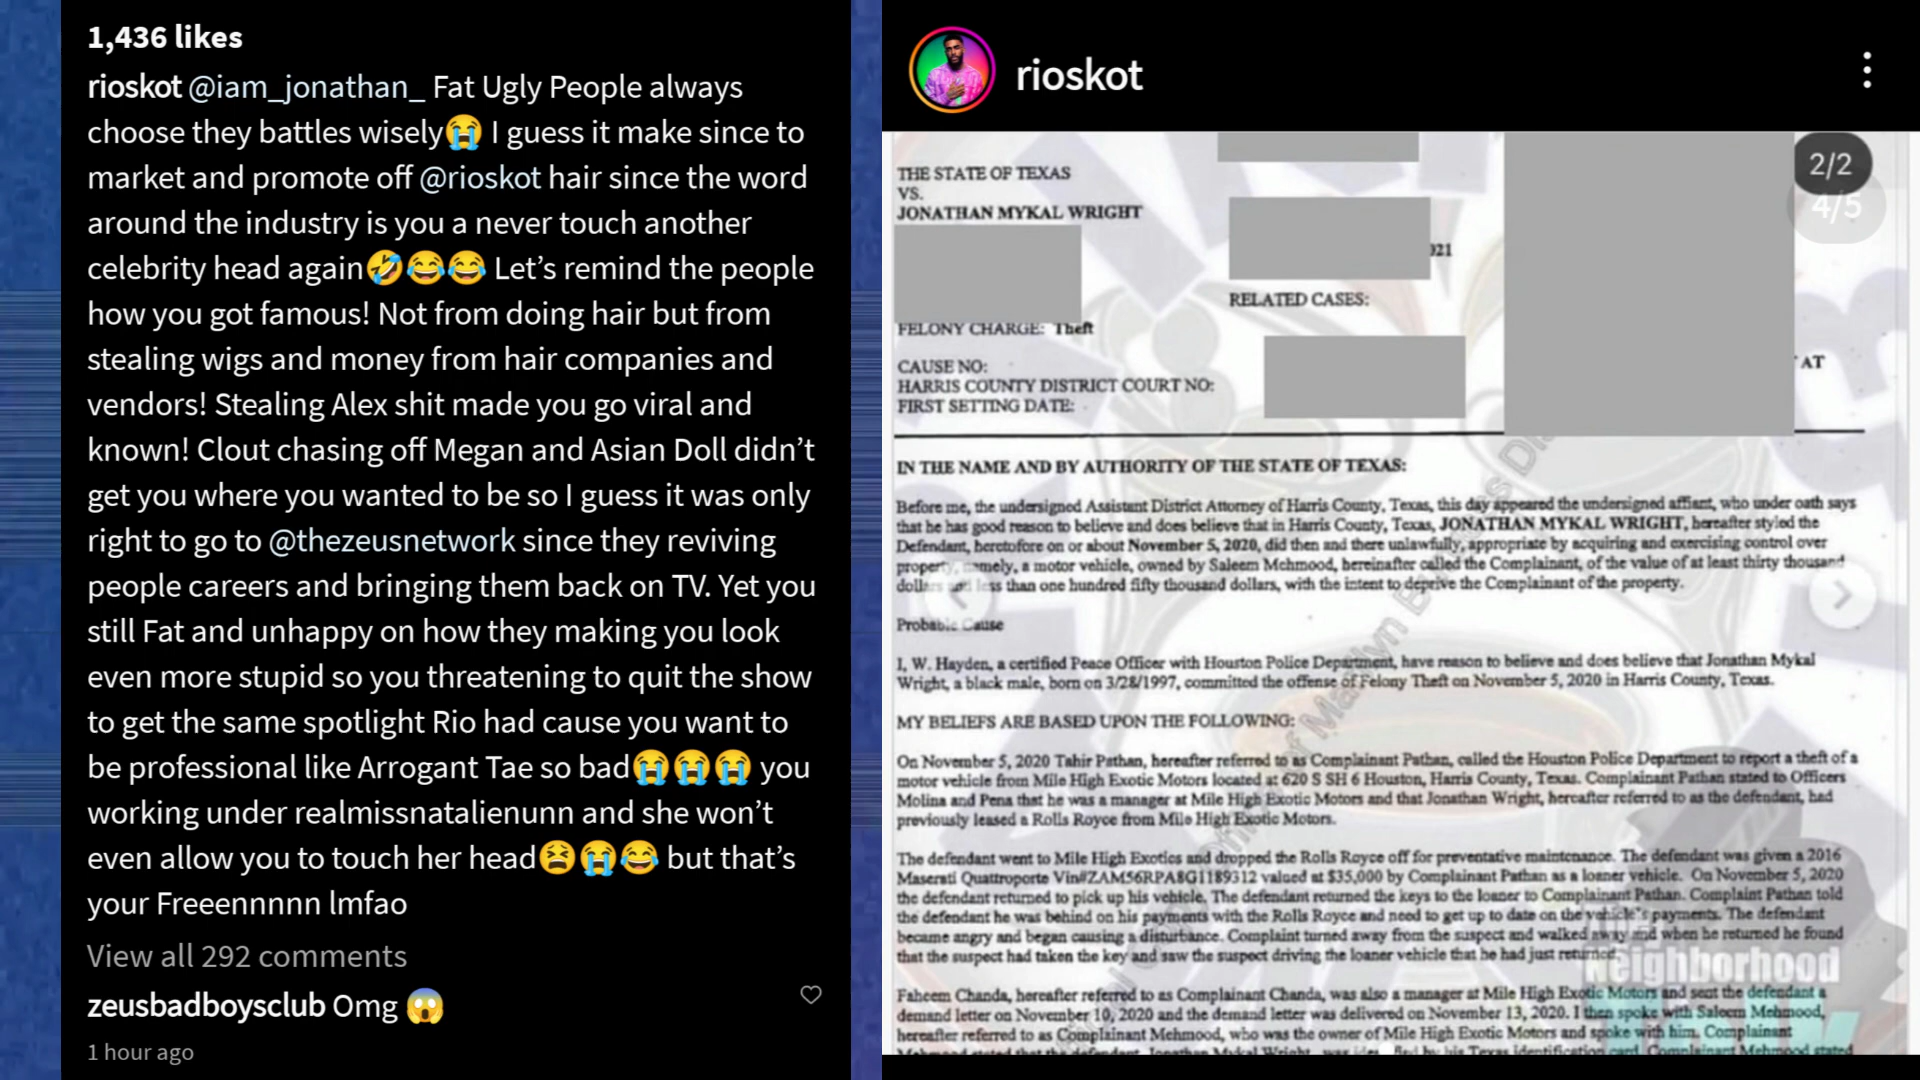 1,436 likes
rioskot @iam_jonathan_ Fat Ugly People always
choose they battles wisely😭 I guess it make since to
market and promote off @rioskot hair since the word
around the industry is you a never touch another
celebrity head again🤣😂😂 Let’s remind the people
how you got famous! Not from doing hair but from
stealing wigs and money from hair companies and
vendors! Stealing Alex shit made you go viral and
known! Clout chasing off Megan and Asian Doll didn’t
get you where you wanted to be so I guess it was only
right to go to @thezeusnetwork since they reviving
people careers and bringing them back on TV. Yet you
still Fat and unhappy on how they making you look
even more stupid so you threatening to quit the show
to get the same spotlight Rio had cause you want to
be professional like Arrogant Tae so bad😭😭😭 you
working under realmissnatalienunn and she won’t
even allow you to touch her head😫😭😂 but that’s
your Freeennnnn lmfao
View all 292 comments
zeusbadboysclub Omg 😱
1 hour ago
rioskot
2/2
4/5
THE STATE OF TEXAS
VS.
JONATHAN MYKAL WRIGHT
021
RELATED CASES:
FELONY CHARGE: Theft
CAUSE NO:
HARRIS COUNTY DISTRICT COURT NO:
FIRST SETTING DATE:
AT
IN THE NAME AND BY AUTHORITY OF THE STATE OF TEXAS:
Before me, the undersigned Assistant District Attorney of Harris County, Texas, this day appeared the undersigned affiant, who under oath says
that he has good reason to believe and does believe that in Harris County, Texas, JONATHAN MYKAL WRIGHT, hereafter styled the
Defendant, heretofore on or about November 5, 2020, did then and there unlawfully, appropriate by acquiring and exercising control over
property, namely, a motor vehicle, owned by Saleem Mehmood, hereinafter called the Complainant, of the value of at least thirty thousand
dollars and less than one hundred fifty thousand dollars, with the intent to deprive the Complainant of the property.
Probable Cause
I, W. Hayden, a certified Peace Officer with Houston Police Department, have reason to believe and does believe that Jonathan Mykal
Wright, a black male, born on 3/28/1997, committed the offense of Felony Theft on November 5, 2020 in Harris County, Texas.
MY BELIEFS ARE BASED UPON THE FOLLOWING:
On November 5, 2020 Tahir Pathan, hereafter referred to as Complainant Pathan, called the Houston Police Department to report a theft of a
motor vehicle from Mile High Exotic Motors located at 620 S SH 6 Houston, Harris County, Texas. Complainant Pathan stated to Officers
Molina and Pena that he was a manager at Mile High Exotic Motors and that Jonathan Wright, hereafter referred to as the defendant, had
previously leased a Rolls Royce from Mile High Exotic Motors.
The defendant went to Mile High Exotics and dropped the Rolls Royce off for preventative maintenance. The defendant was given a 2016
Maserati Quattroporte Vin#ZAM56RPA8G1189312 valued at $35,000 by Complainant Pathan as a loaner vehicle. On November 5, 2020
the defendant returned to pick up his vehicle. The defendant returned the keys to the loaner to Complainant Pathan. Complaint Pathan told
the defendant he was behind on his payments with the Rolls Royce and need to get up to date on the vehicle's payments. The defendant
became angry and began causing a disturbance. Complaint turned away from the suspect and walked away and when he returned he found
that the suspect had taken the key and saw the suspect driving the loaner vehicle that he had just returned.
Neighborhood
Faheem Chanda, hereafter referred to as Complainant Chanda, was also a manager at Mile High Exotic Motors and sent the defendant a
demand letter on November 10, 2020 and the demand letter was delivered on November 13, 2020. I then spoke with Saleem Mehmood,
hereafter referred to as Complainant Mehmood, who was the owner of Mile High Exotic Motors and spoke with him. Complainant
Mehmood stated that the defendant, Jonathan Mykal Wright, was identified by his Texas identification card. Complainant Mehmood stated